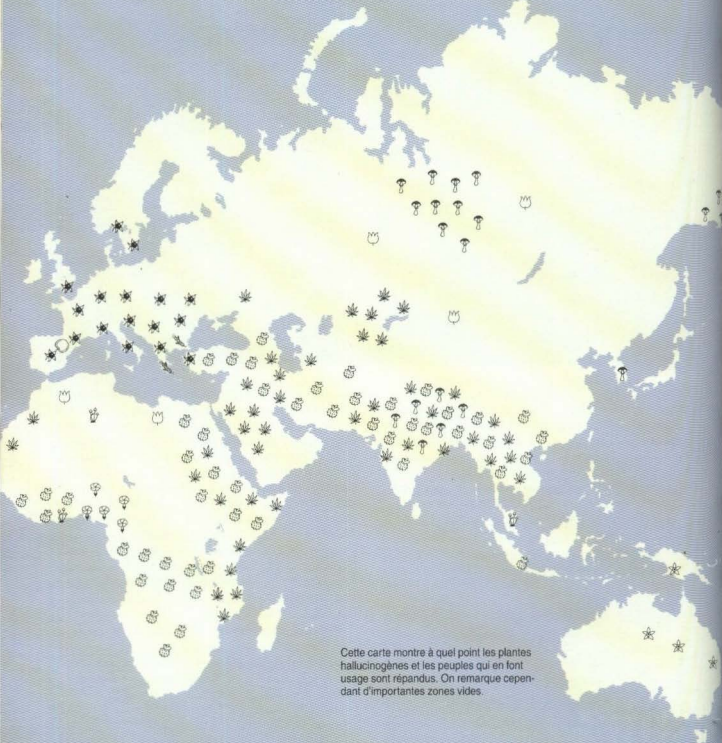 Cette carte montre à quel point les plantes
hallucinogènes et les peuples qui en font
usage sont répandus. On remarque cepen-
dant d'importantes zones vides.